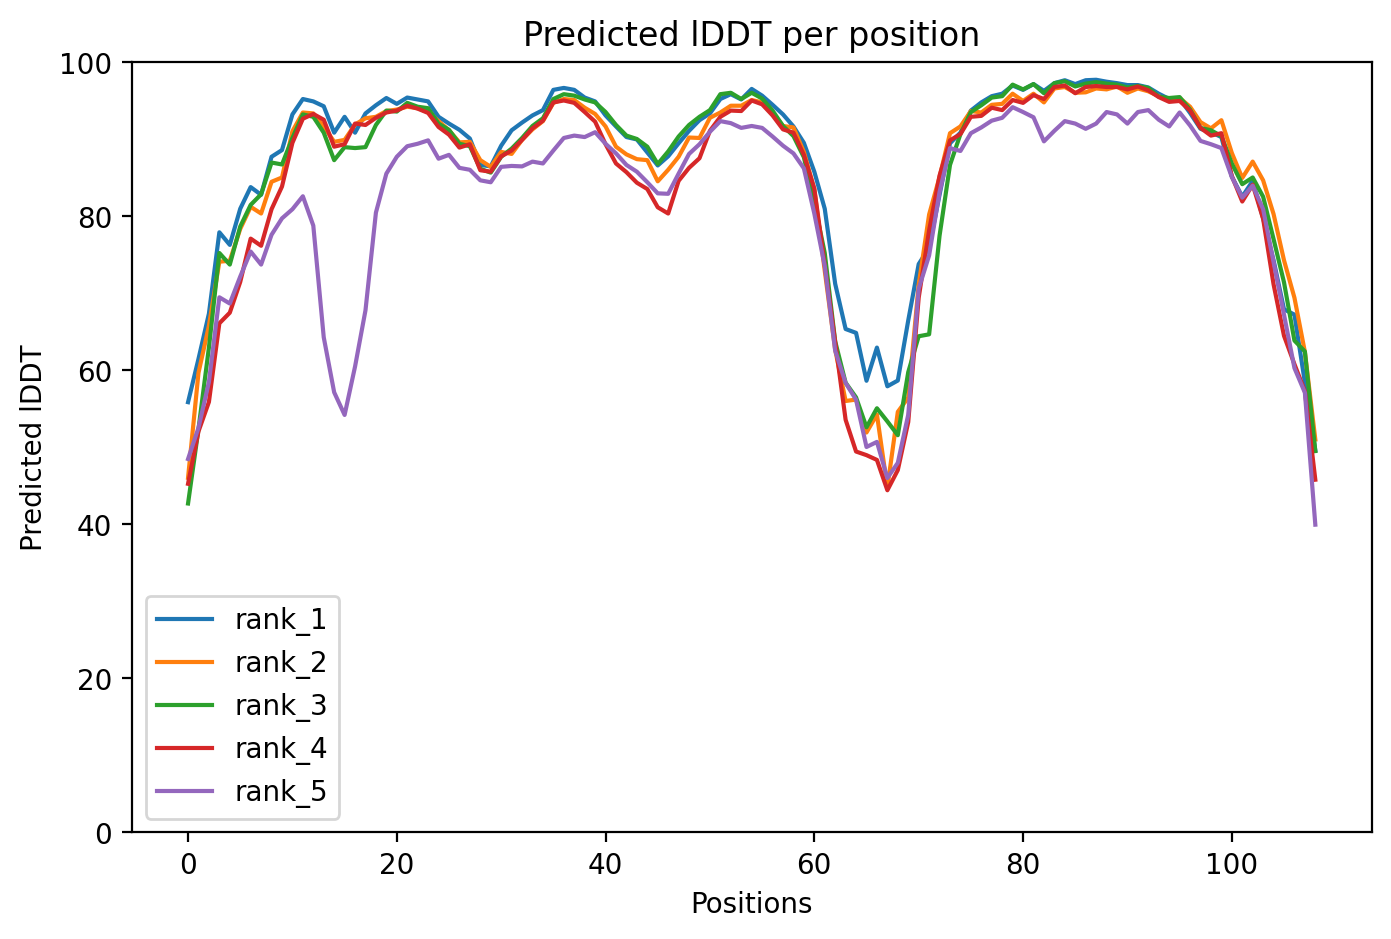 Predicted lDDT per position
100
80
60
40
20
0
Predicted lDDT
rank_1
rank_2
rank_3
rank_4
rank_5
0 20 40 60 80 100
Positions